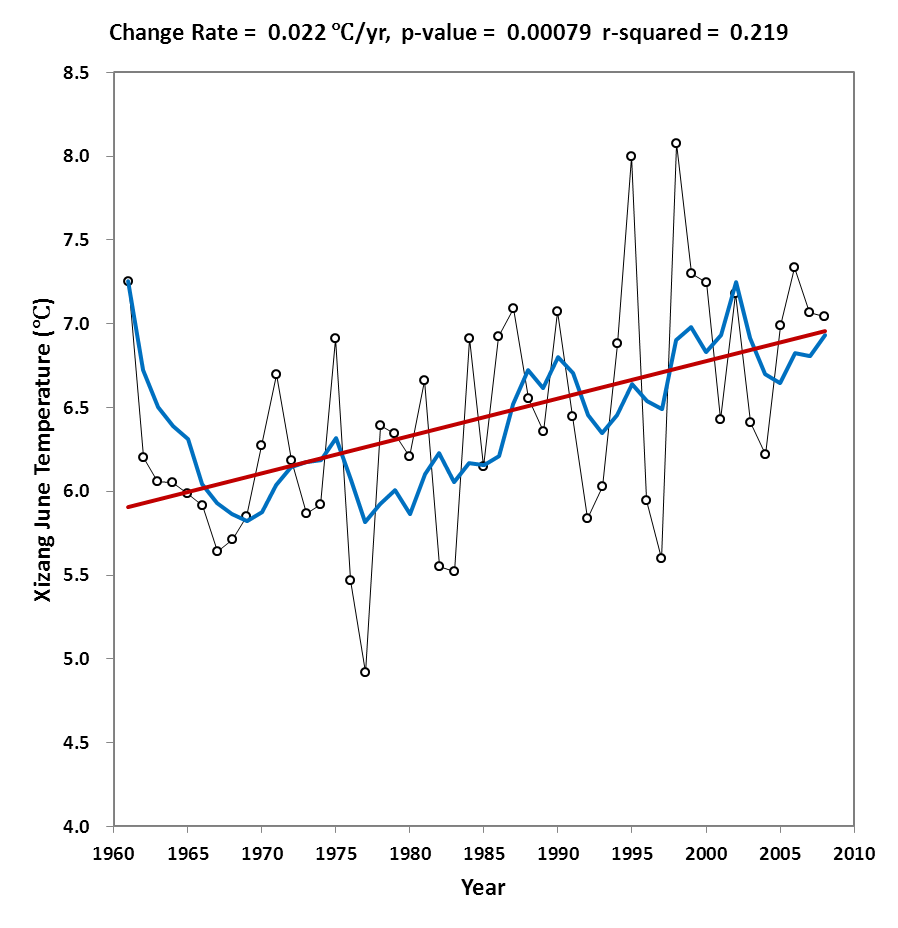 Change Rate = 0.022 ℃/yr, p-value = 0.00079 r-squared = 0.219
8.5
8.0
7.5
7.0
6.5
6.0
5.5
5.0
4.5
4.0
Xizang June Temperature (℃)
1960 1965 1970 1975 1980 1985 1990 1995 2000 2005 2010
Year